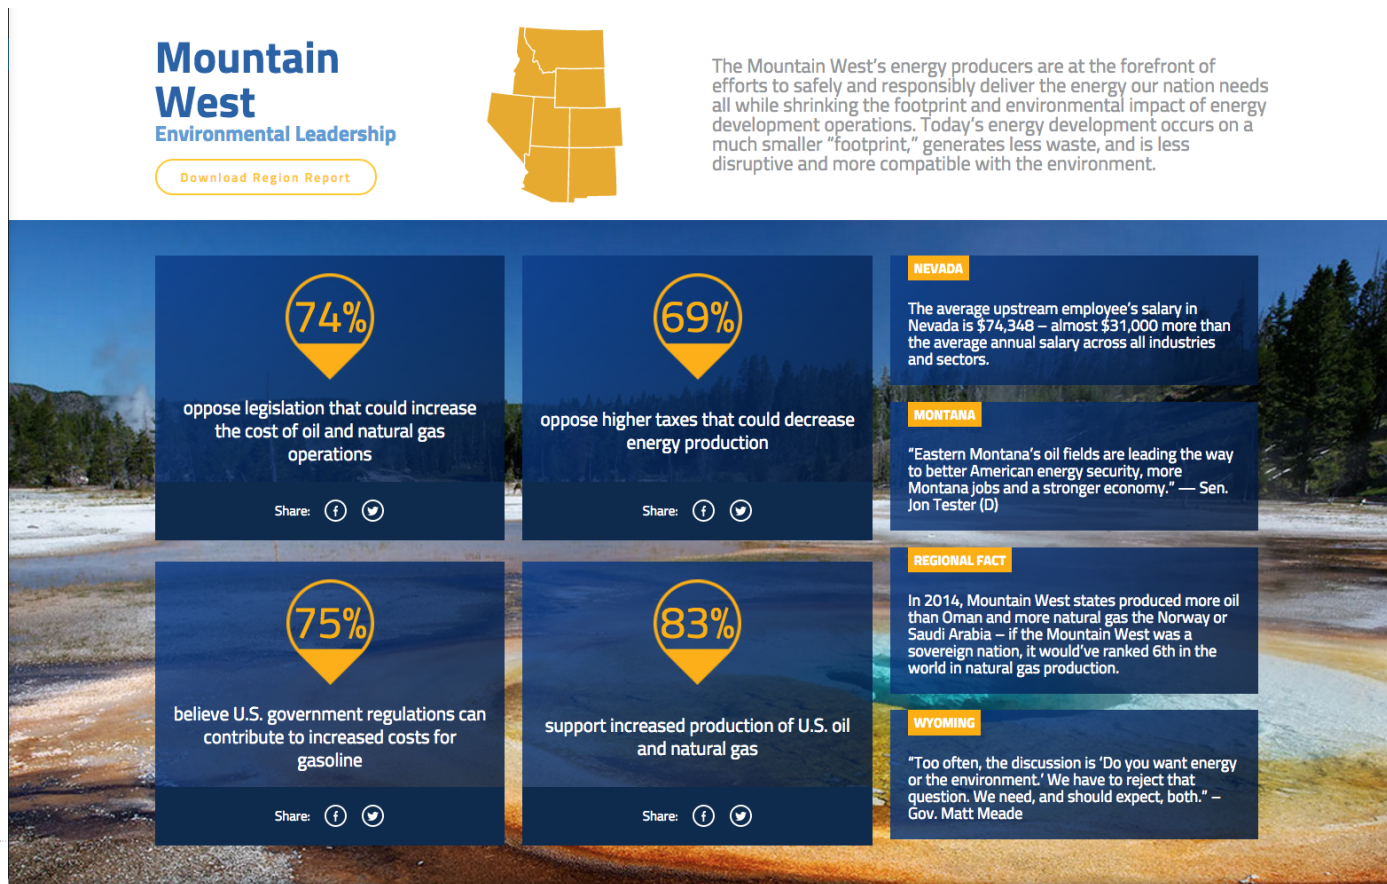 Mountain
West
Environmental Leadership
Download Region Report
The Mountain West's energy producers are at the forefront of
efforts to safely and responsibly deliver the energy our nation needs
all while shrinking the footprint and environmental impact of energy
development operations. Today's energy development occurs on a
much smaller “footprint,” generates less waste, and is less
disruptive and more compatible with the environment.
74%
oppose legislation that could increase
the cost of oil and natural gas
operations
Share:
69%
oppose higher taxes that could decrease
energy production
Share:
75%
believe U.S. government regulations can
contribute to increased costs for
gasoline
Share:
83%
support increased production of U.S. oil
and natural gas
Share:
NEVADA
The average upstream employee's salary in
Nevada is $74,348 – almost $31,000 more than
the average annual salary across all industries
and sectors.
MONTANA
“Eastern Montana's oil fields are leading the way
to better American energy security, more
Montana jobs and a stronger economy.” — Sen.
Jon Tester (D)
REGIONAL FACT
In 2014, Mountain West states produced more oil
than Oman and more natural gas the Norway or
Saudi Arabia – if the Mountain West was a
sovereign nation, it would've ranked 6th in the
world in natural gas production.
WYOMING
“Too often, the discussion is ‘Do you want energy
or the environment.’ We have to reject that
question. We need, and should expect, both.” –
Gov. Matt Meade